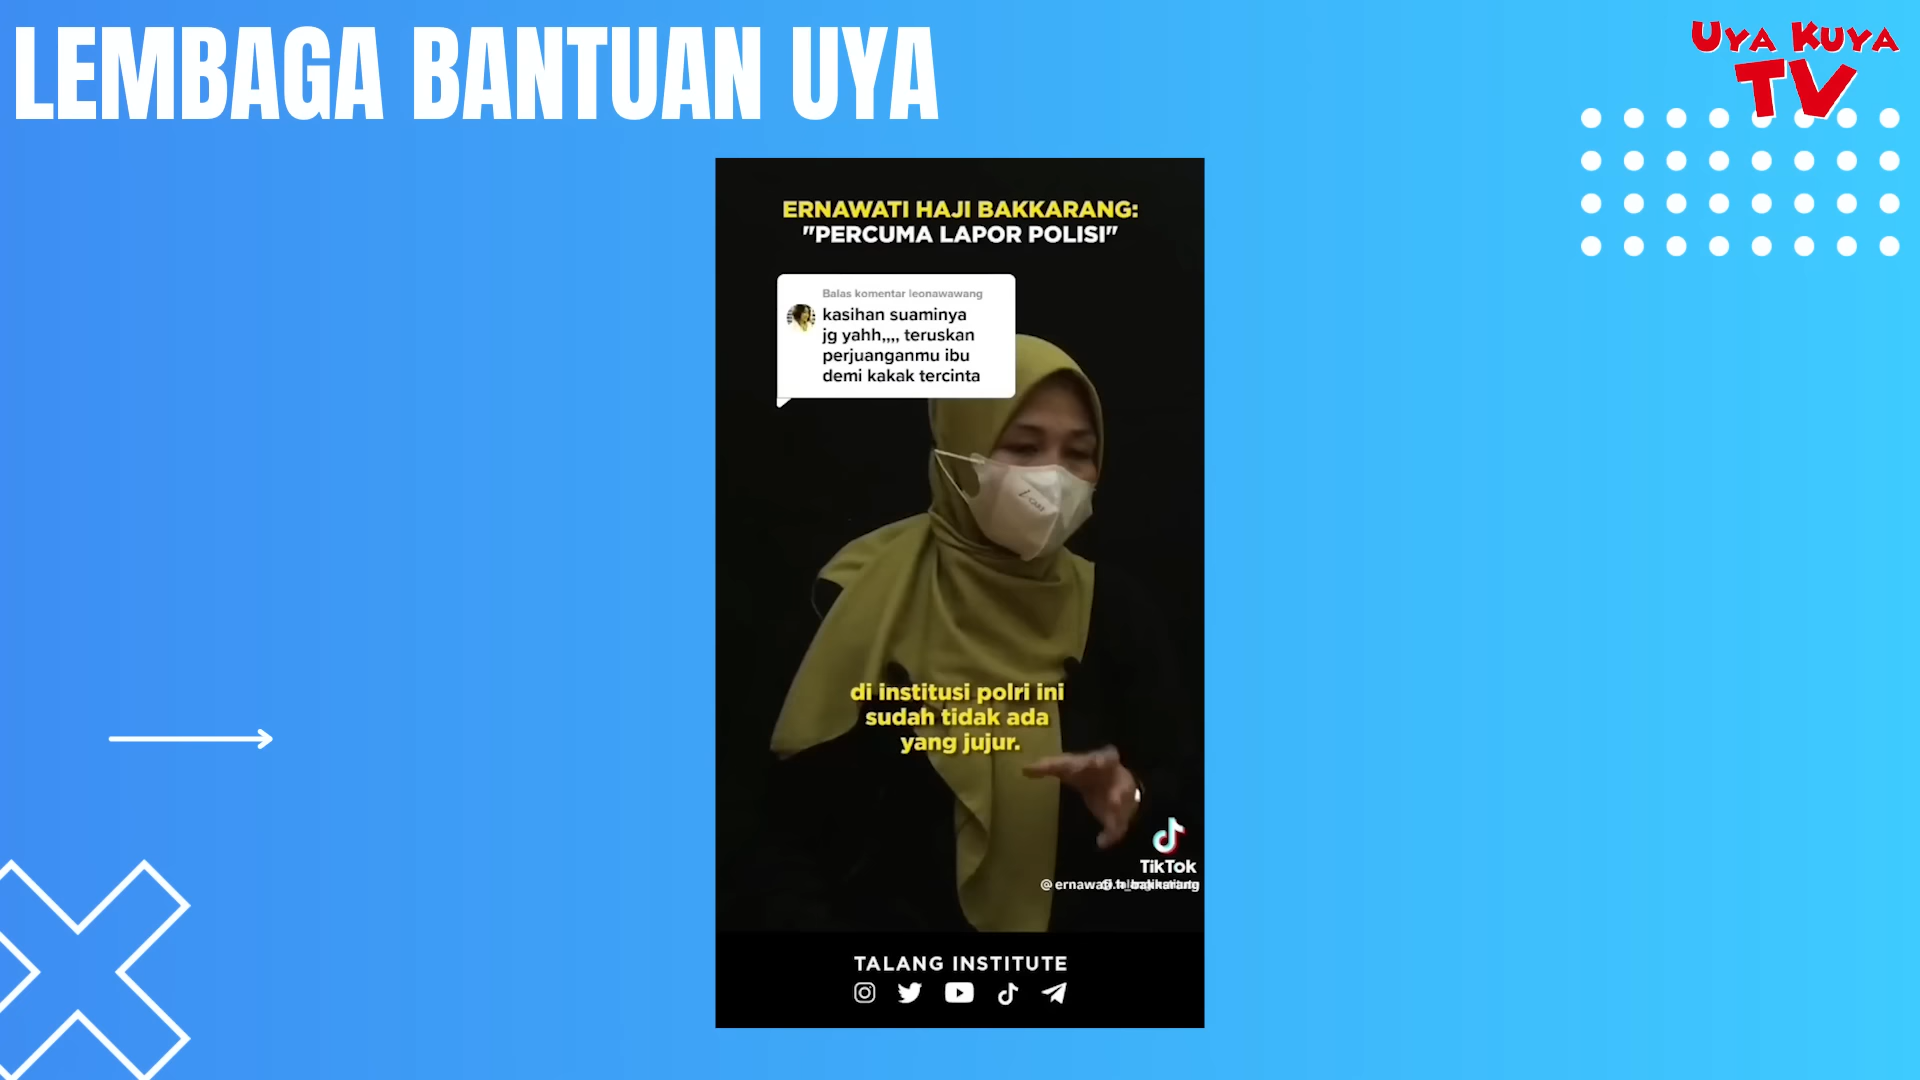 LEMBAGA BANTUAN UYA
UYA KUYA
TV
ERNAWATI HAJI BAKKARANG:
"PERCUMA LAPOR POLISI"
Balas komentar leonawawang
kasihan suaminya
jg yahh,,,, teruskan
perjuanganmu ibu
demi kakak tercinta
di institusi polri ini
sudah tidak ada
yang jujur.
TikTok
TALANG INSTITUTE